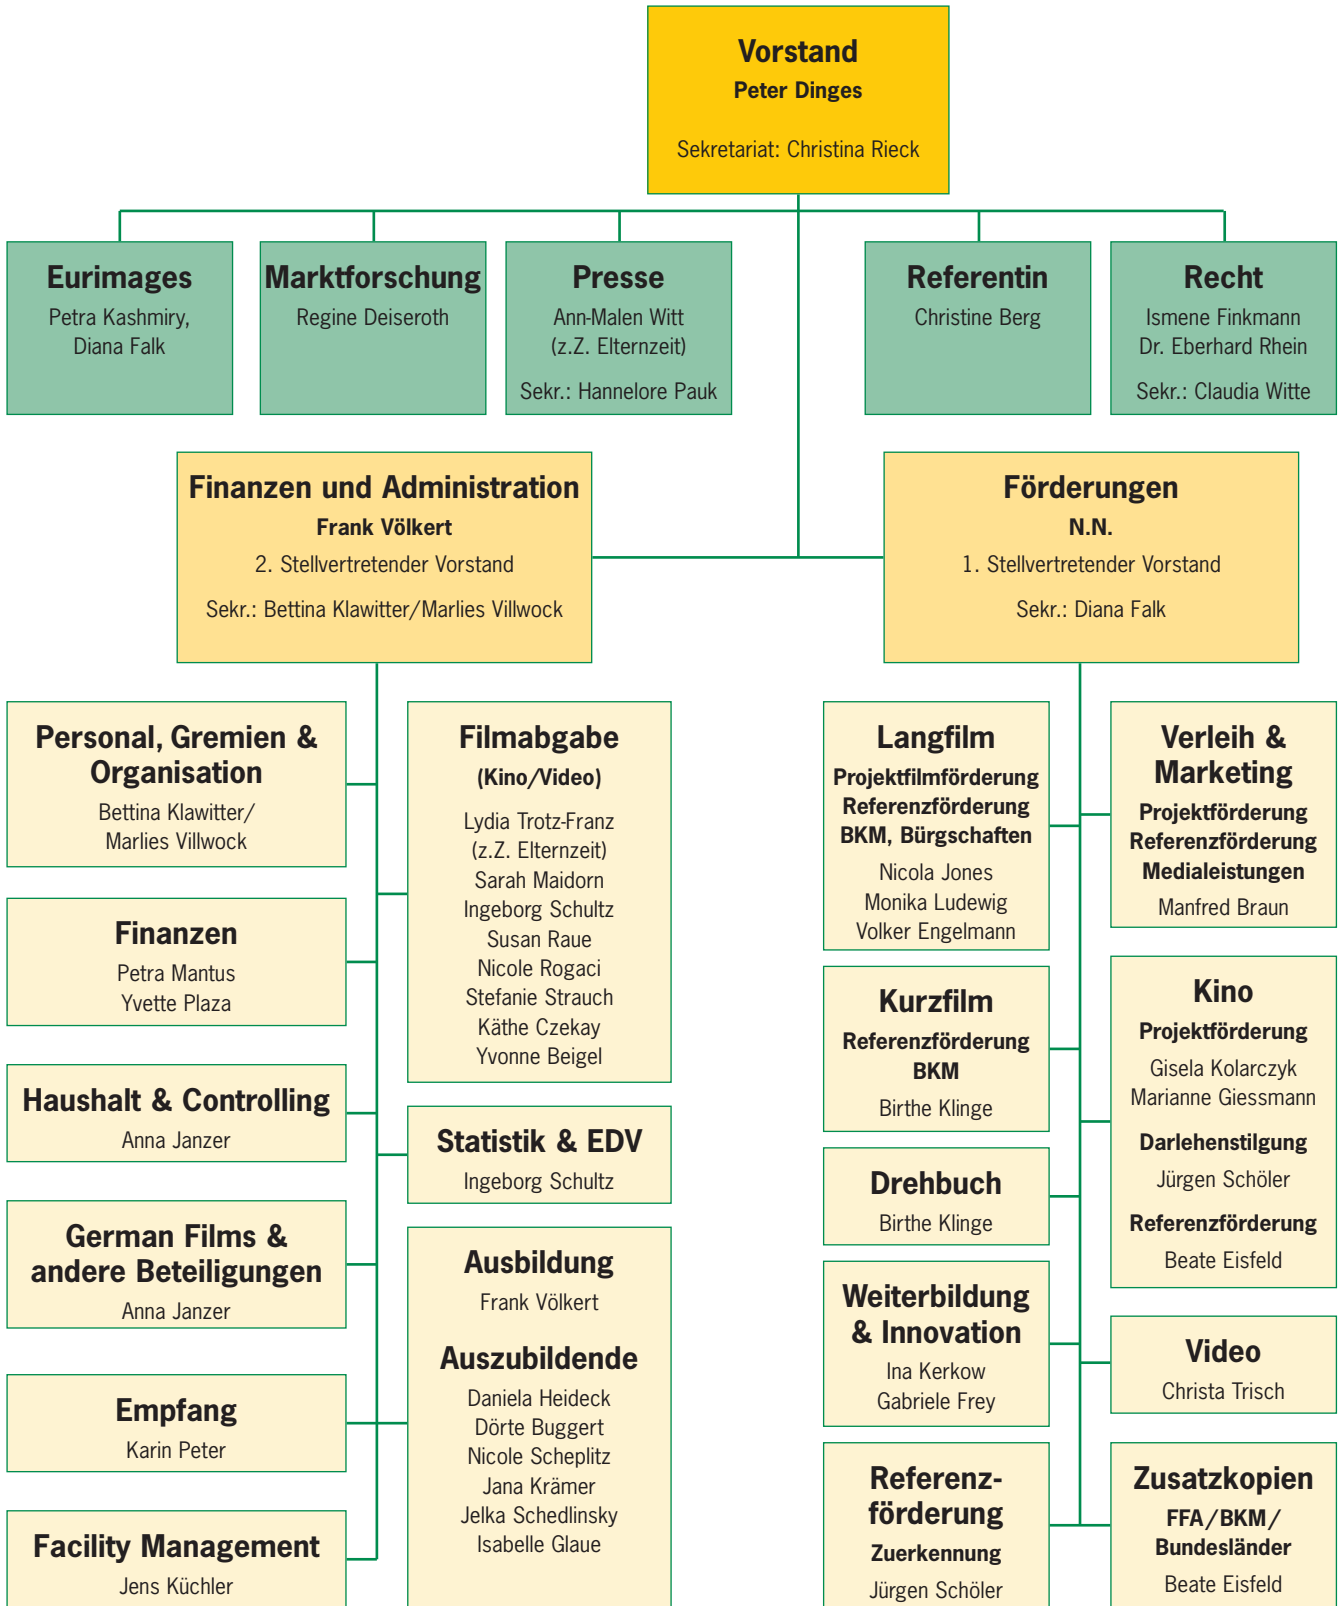 Vorstand
Peter Dinges
Sekretariat: Christina Rieck
Eurimages
Petra Kashmiry,
Diana Falk
Marktforschung
Regine Deiseroth
Presse
Ann-Malen Witt
(z.Z. Elternzeit)
Sekr.: Hannelore Pauk
Referentin
Christine Berg
Recht
Ismene Finkmann
Dr. Eberhard Rhein
Sekr.: Claudia Witte
Finanzen und Administration
Frank Völkert
2. Stellvertretender Vorstand
Sekr.: Bettina Klawitter/Marlies Villwock
Förderungen
N.N.
1. Stellvertretender Vorstand
Sekr.: Diana Falk
Personal, Gremien &
Organisation
Bettina Klawitter/
Marlies Villwock
Finanzen
Petra Mantus
Yvette Plaza
Haushalt & Controlling
Anna Janzer
German Films &
andere Beteiligungen
Anna Janzer
Empfang
Karin Peter
Facility Management
Jens Küchler
Filmabgabe
(Kino/Video)
Lydia Trotz-Franz
(z.Z. Elternzeit)
Sarah Maidorn
Ingeborg Schultz
Susan Raue
Nicole Rogaci
Stefanie Strauch
Käthe Czekay
Yvonne Beigel
Statistik & EDV
Ingeborg Schultz
Ausbildung
Frank Völkert
Auszubildende
Daniela Heideck
Dörte Buggert
Nicole Scheplitz
Jana Krämer
Jelka Schedlinsky
Isabelle Glaue
Langfilm
Projektfilmförderung
Referenzförderung
BKM, Bürgschaften
Nicola Jones
Monika Ludewig
Volker Engelmann
Kurzfilm
Referenzförderung
BKM
Birthe Klinge
Drehbuch
Birthe Klinge
Weiterbildung
& Innovation
Ina Kerkow
Gabriele Frey
Referenz-
förderung
Zuerkennung
Jürgen Schöler
Verleih &
Marketing
Projektförderung
Referenzförderung
Medialeistungen
Manfred Braun
Kino
Projektförderung
Gisela Kolarczyk
Marianne Giessmann
Darlehenstilgung
Jürgen Schöler
Referenzförderung
Beate Eisfeld
Video
Christa Trisch
Zusatzkopien
FFA/BKM/
Bundesländer
Beate Eisfeld